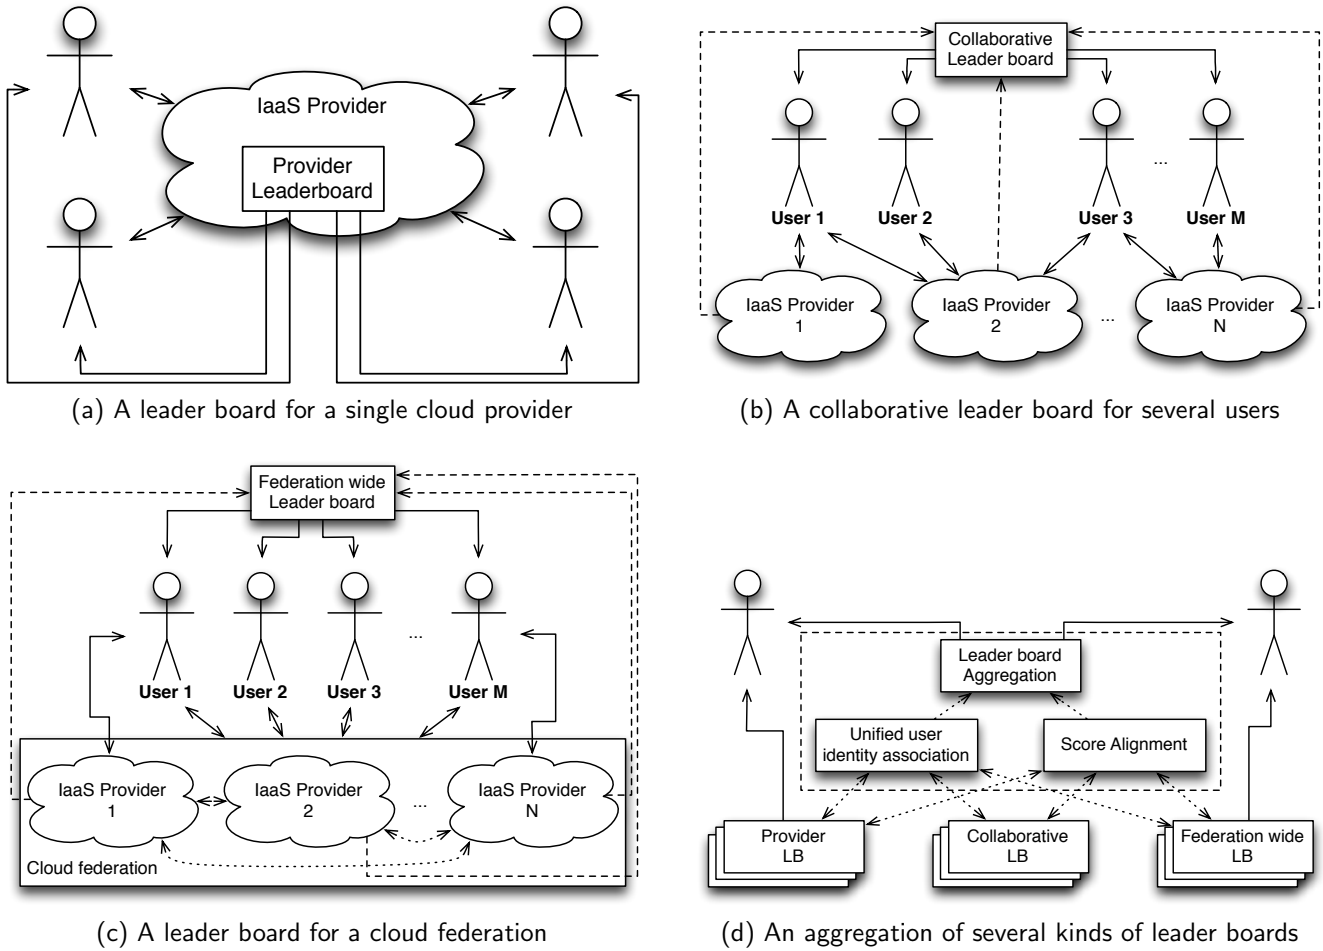 IaaS Provider
Provider
Leaderboard
(a) A leader board for a single cloud provider
Collaborative
Leader board
...
User 1
User 2
User 3
User M
IaaS Provider
1
IaaS Provider
2
...
IaaS Provider
N
(b) A collaborative leader board for several users
Federation wide
Leader board
...
User 1
User 2
User 3
User M
IaaS Provider
1
IaaS Provider
2
...
IaaS Provider
N
Cloud federation
(c) A leader board for a cloud federation
Leader board
Aggregation
Unified user
identity association
Score Alignment
Provider
LB
Collaborative
LB
Federation wide
LB
(d) An aggregation of several kinds of leader boards